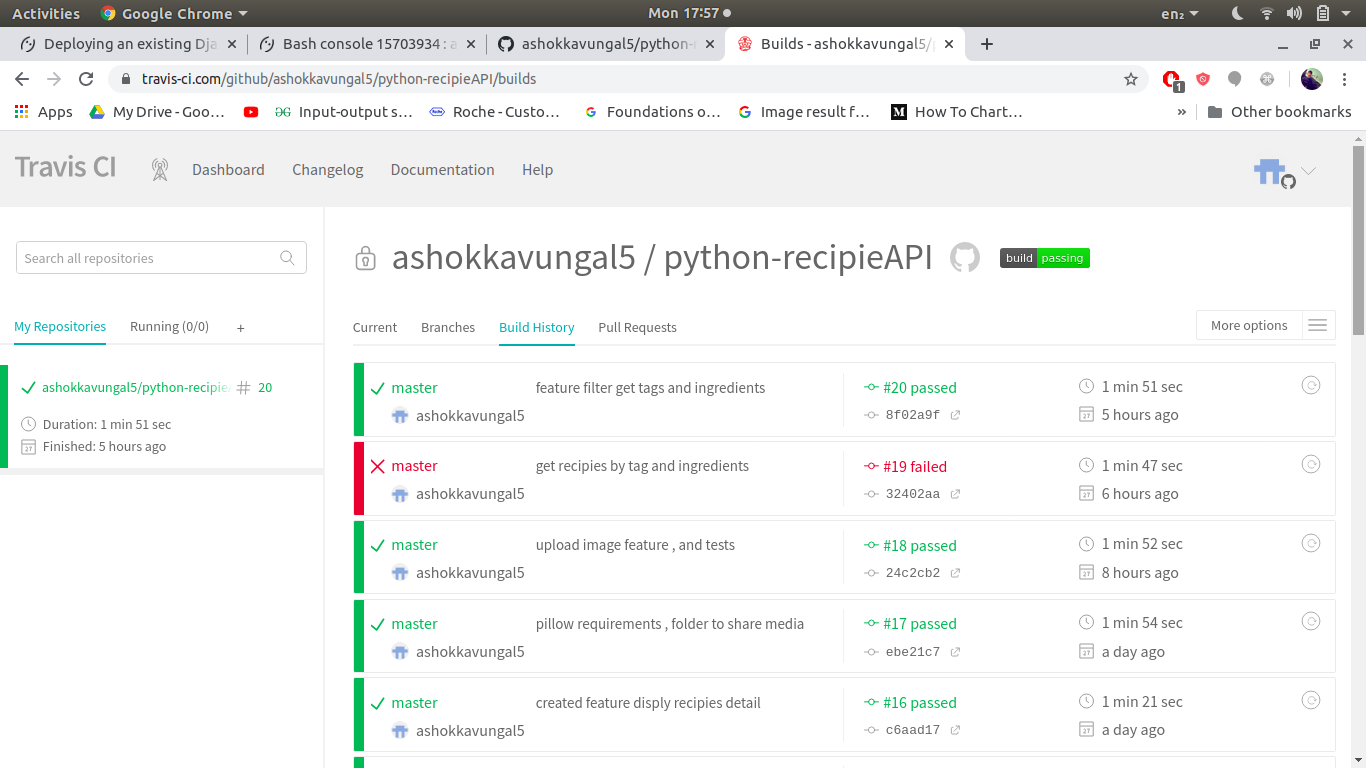 Activities Google Chrome Mon 17:57 en₂
Deploying an existing Dja Bash console 15703934 : a ashokkavungal5/python-r Builds - ashokkavungal5/p
travis-ci.com/github/ashokkavungal5/python-recipieAPI/builds 1
Apps My Drive - Goo... Input-output s... Roche - Custo... Foundations o... Image result f... M How To Chart... » Other bookmarks
Travis CI Dashboard Changelog Documentation Help
Search all repositories
ashokkavungal5 / python-recipieAPI build passing
My Repositories Running (0/0) +
Current Branches Build History Pull Requests More options
ashokkavungal5/python-recipie # 20
Duration: 1 min 51 sec
Finished: 5 hours ago
master feature filter get tags and ingredients #20 passed 1 min 51 sec
ashokkavungal5 8f02a9f 5 hours ago
master get recipies by tag and ingredients #19 failed 1 min 47 sec
ashokkavungal5 32402aa 6 hours ago
master upload image feature , and tests #18 passed 1 min 52 sec
ashokkavungal5 24c2cb2 8 hours ago
master pillow requirements , folder to share media #17 passed 1 min 54 sec
ashokkavungal5 ebe21c7 a day ago
master created feature disply recipies detail #16 passed 1 min 21 sec
ashokkavungal5 c6aad17 a day ago